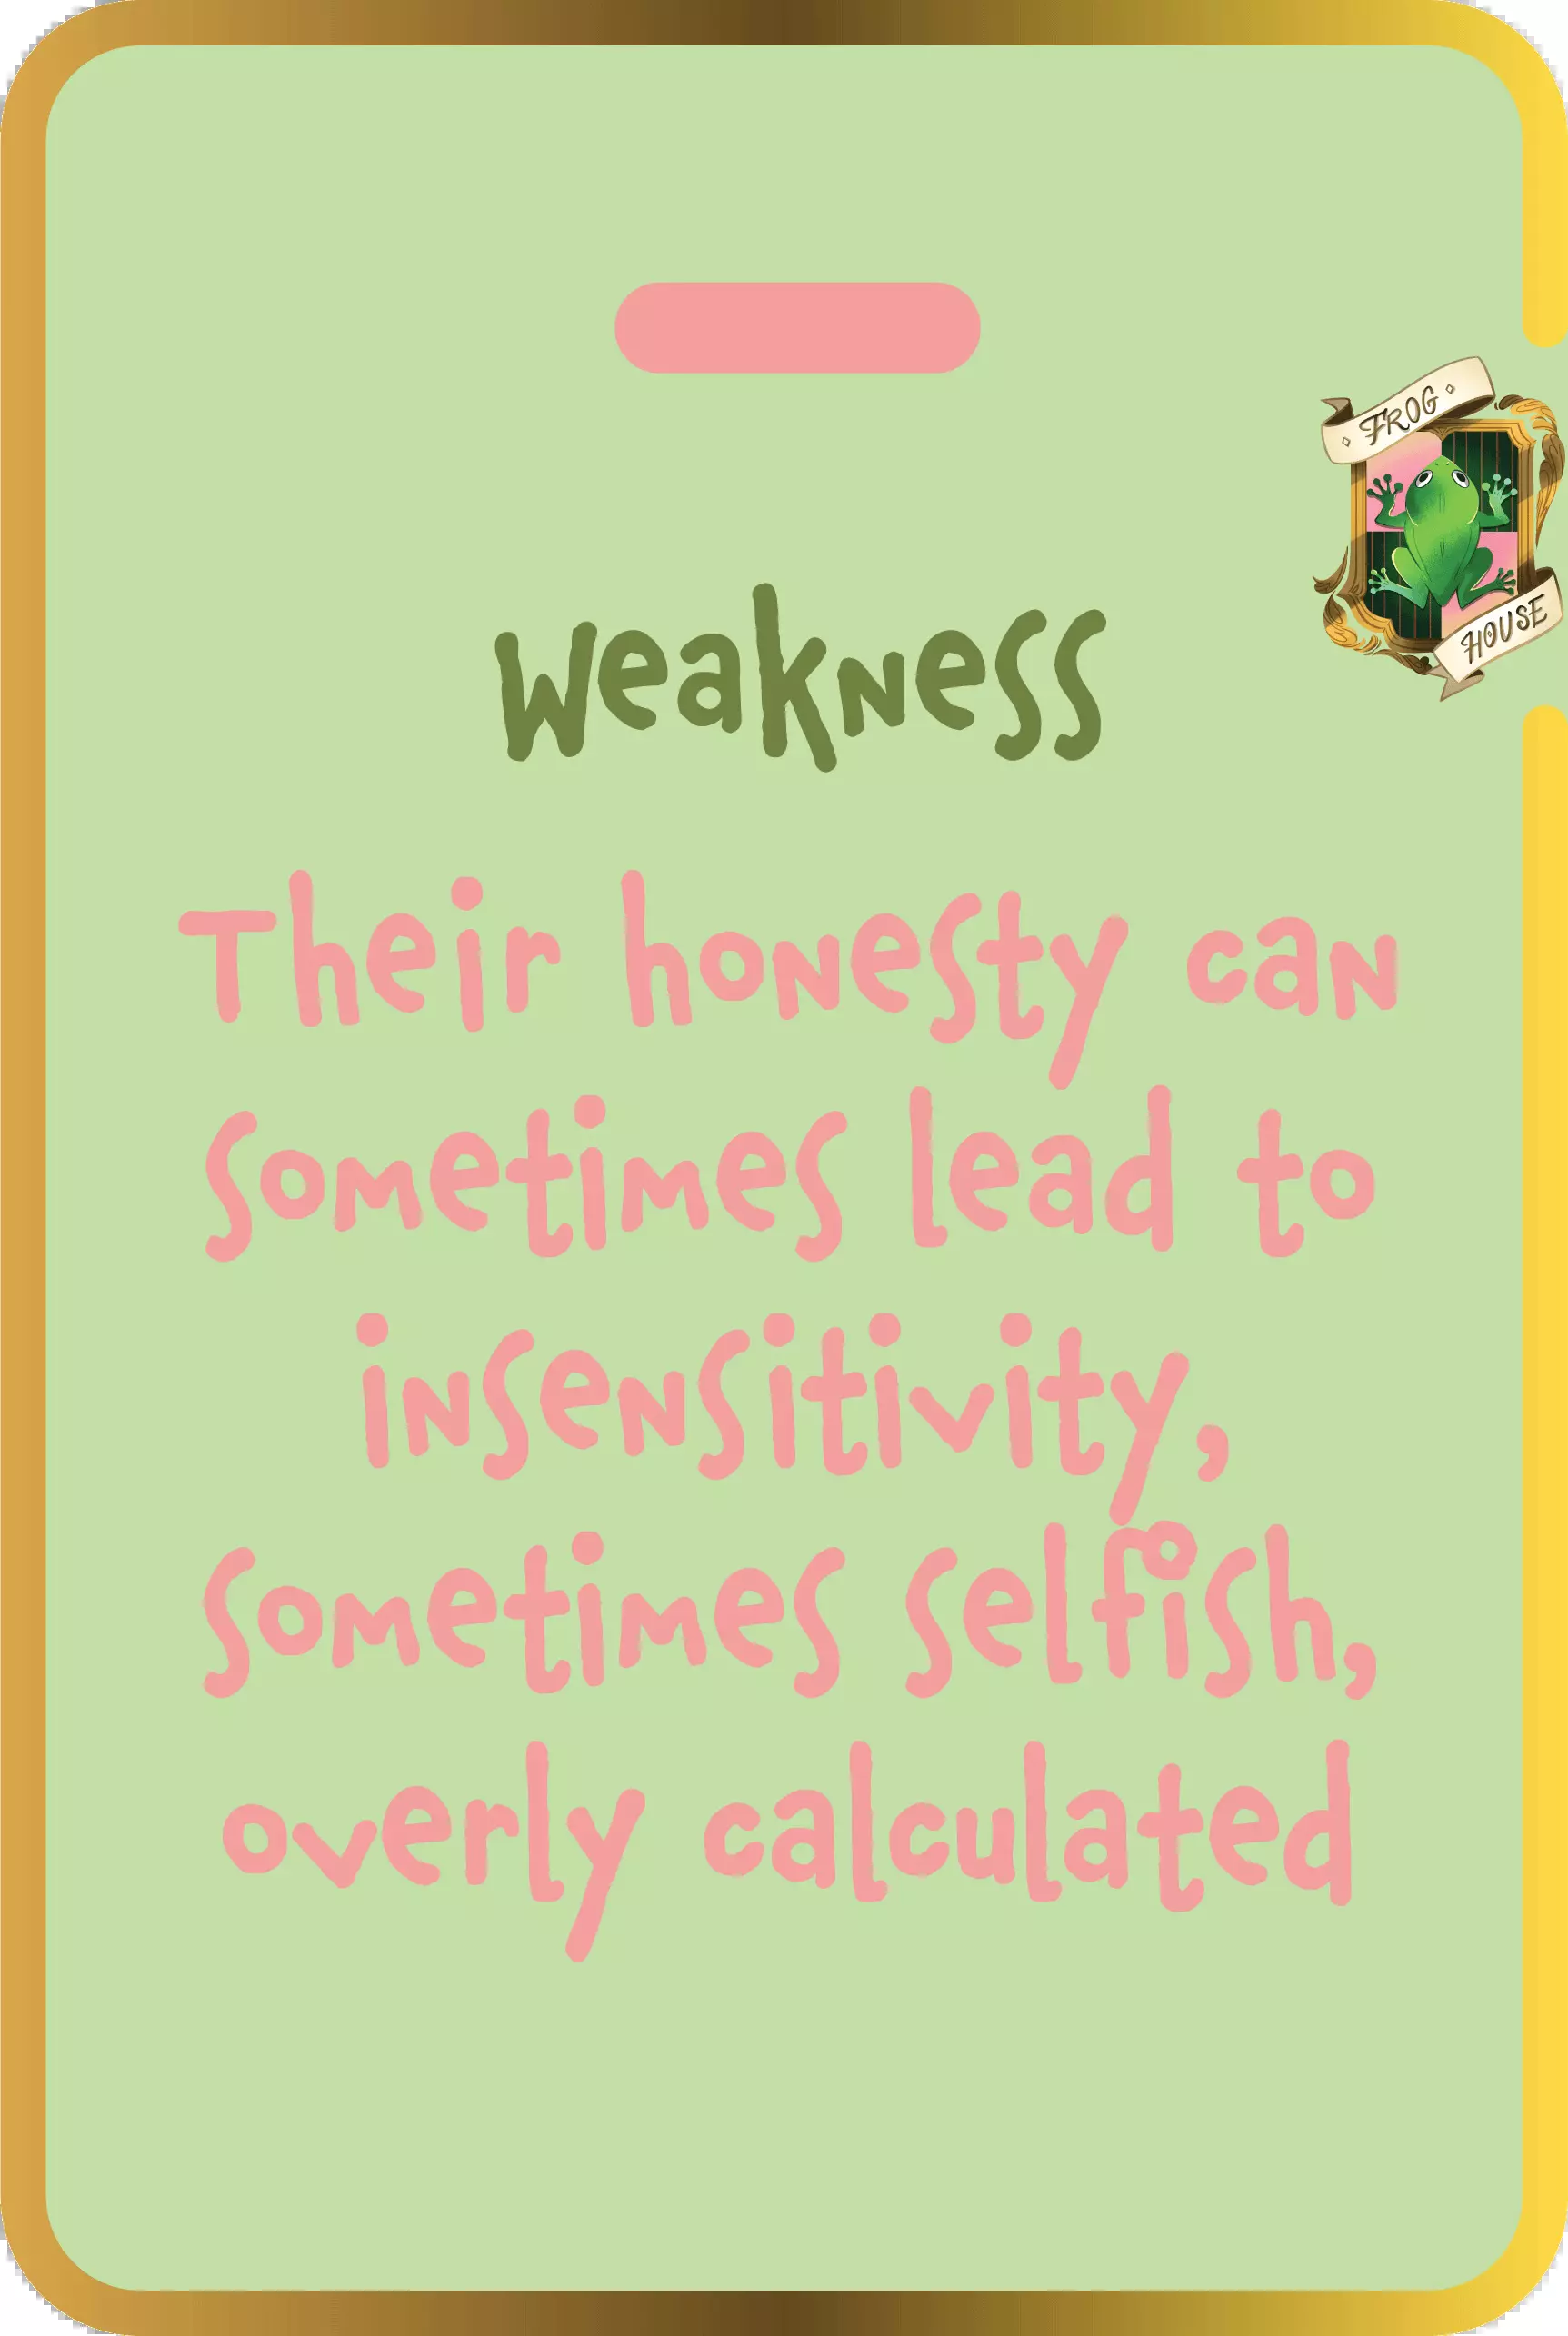 FROG
HOUSE
Weakness
Their honesty can
sometimes lead to
insensitivity,
sometimes selfish,
overly calculated